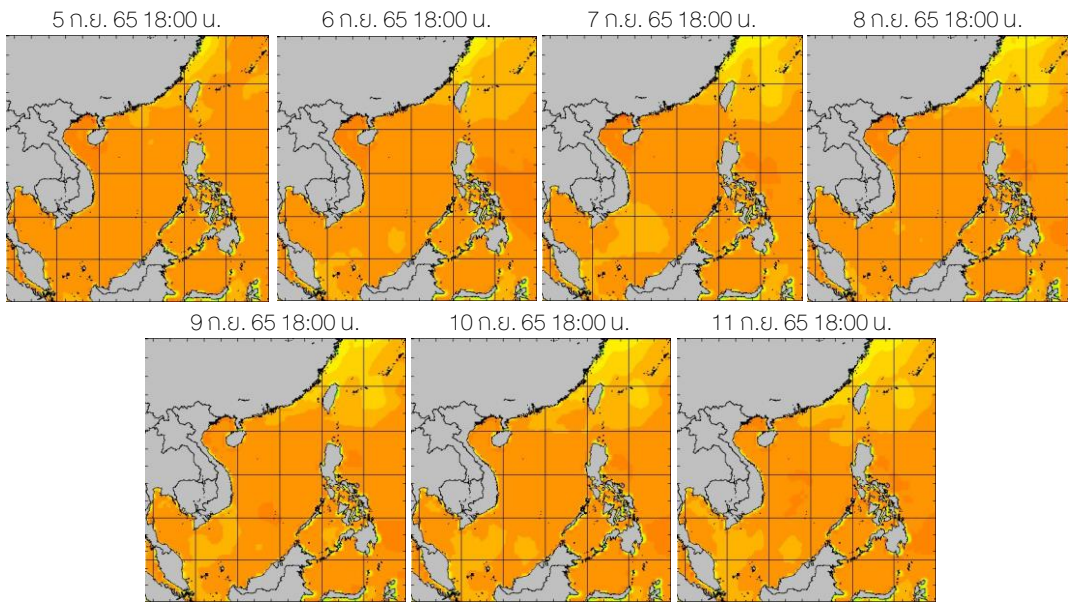 5 ก.ย. 65 18:00 น.
6 ก.ย. 65 18:00 น.
7 ก.ย. 65 18:00 น.
8 ก.ย. 65 18:00 น.
9 ก.ย. 65 18:00 น.
10 ก.ย. 65 18:00 น.
11 ก.ย. 65 18:00 น.